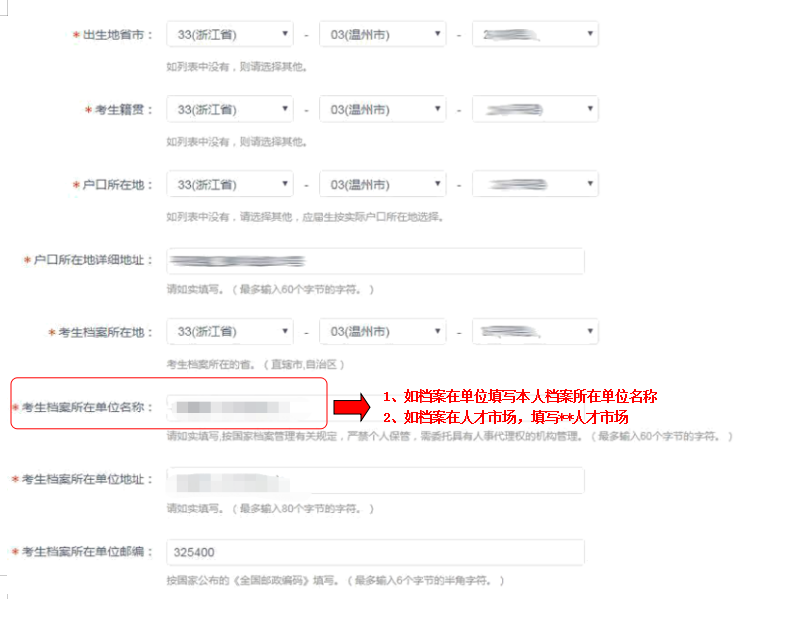 *出生地省市： 33(浙江省) - 03(温州市) -
如列表中没有，则请选择其他。
*考生籍贯： 33(浙江省) - 03(温州市) -
如列表中没有，则请选择其他。
*户口所在地： 33(浙江省) - 03(温州市) -
如列表中没有，请选择其他，应届生按实际户口所在地选择。
*户口所在地详细地址：
请如实填写。（最多输入60个字节的字符。）
*考生档案所在地： 33(浙江省) - 03(温州市) -
考生档案所在的省。（直辖市,自治区）
*考生档案所在单位名称：
1、如档案在单位填写本人档案所在单位名称
2、如档案在人才市场，填写**人才市场
请如实填写,按国家档案管理有关规定，严禁个人保管，需委托具有人事代理权的机构管理。（最多输入60个字节的字符。）
*考生档案所在单位地址：
请如实填写。（最多输入80个字节的字符。）
*考生档案所在单位邮编： 325400
按国家公布的《全国邮政编码》填写。（最多输入6个字节的半角字符。）